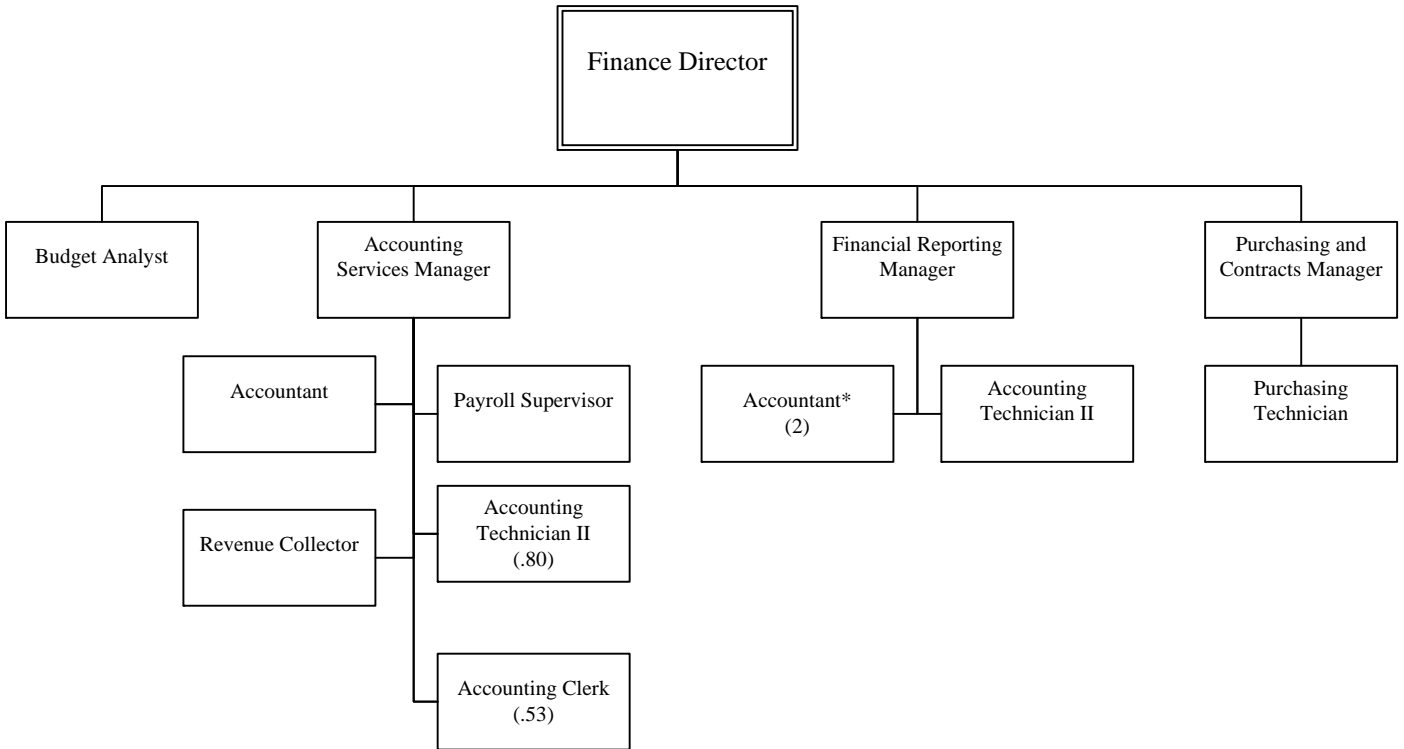 Finance Director
Budget Analyst
Accounting
Services Manager
Financial Reporting
Manager
Purchasing and
Contracts Manager
Accountant
Payroll Supervisor
Accountant*
(2)
Accounting
Technician II
Purchasing
Technician
Revenue Collector
Accounting
Technician II
(.80)
Accounting Clerk
(.53)